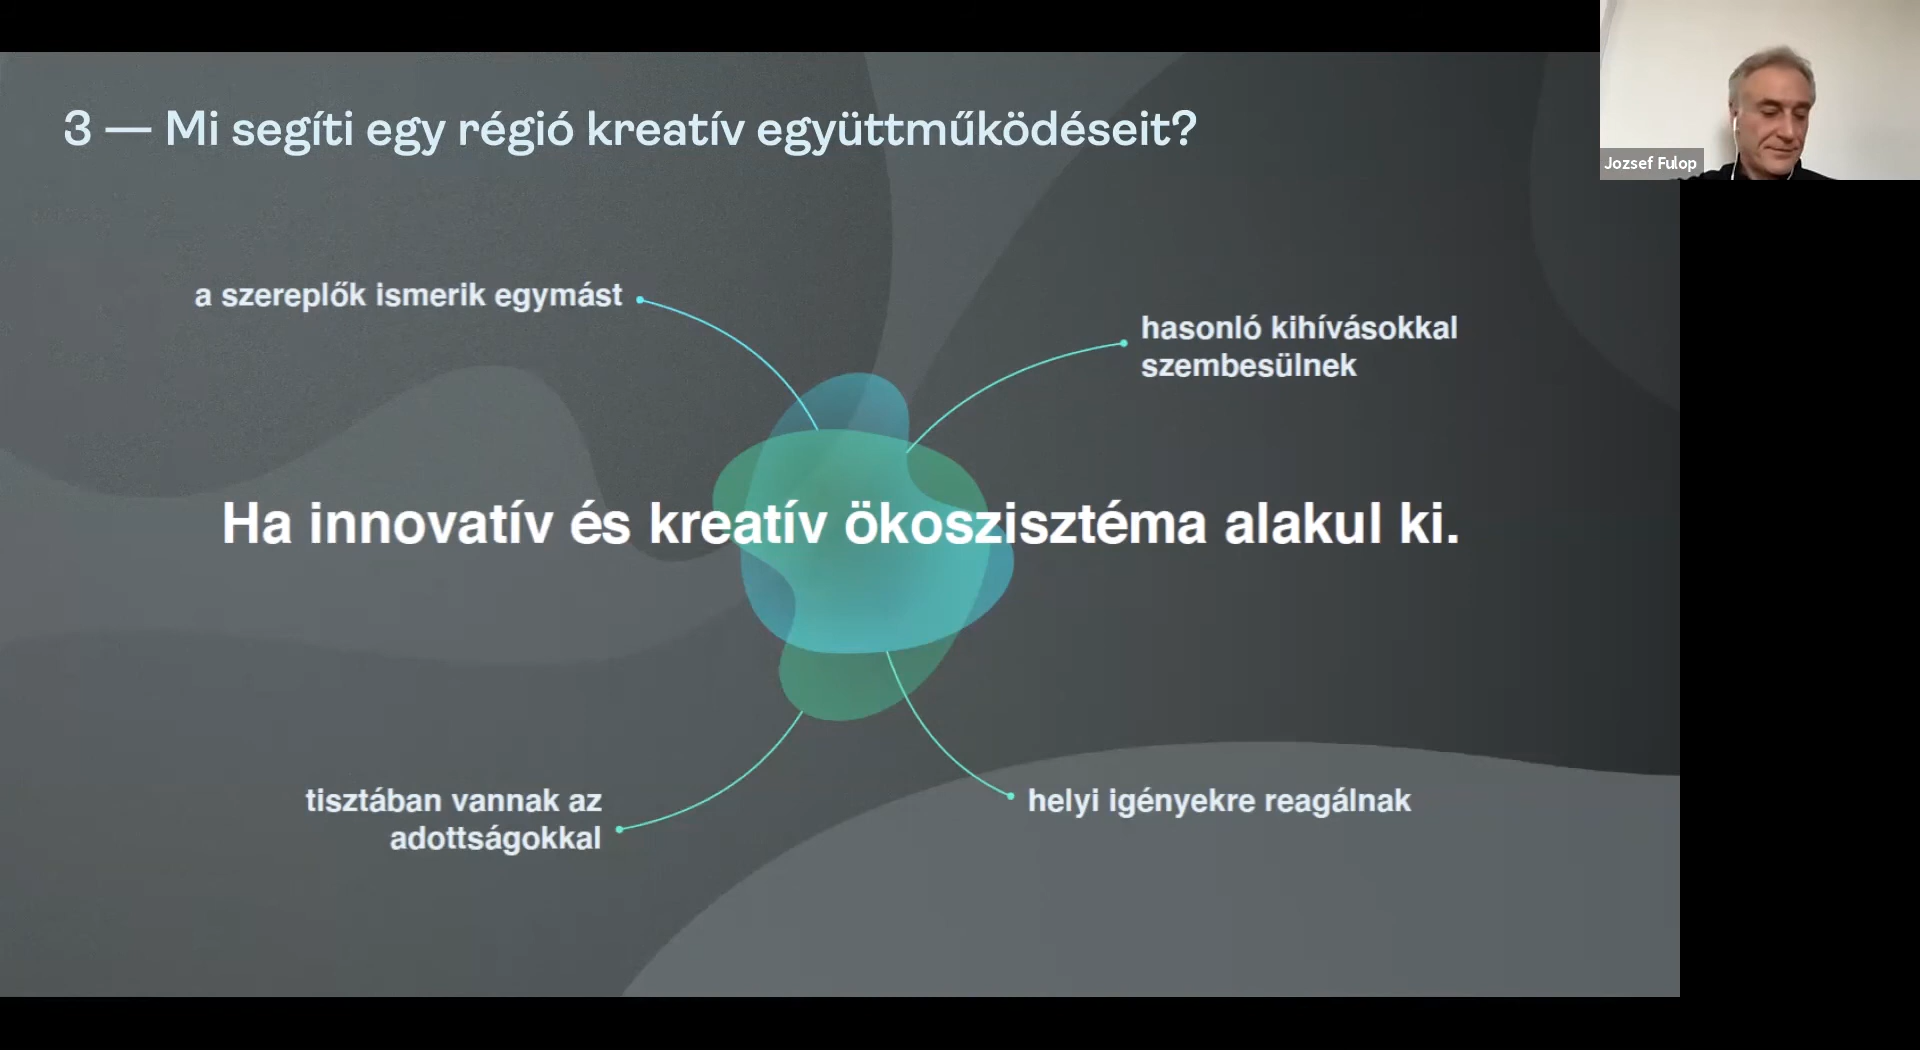 3 — Mi segíti egy régió kreatív együttműködéseit?
Jozsef Fulop
a szereplők ismerik egymást
hasonló kihívásokkal
szembesülnek
Ha innovatív és kreatív ökoszisztéma alakul ki.
tisztában vannak az
adottságokkal
helyi igényekre reagálnak